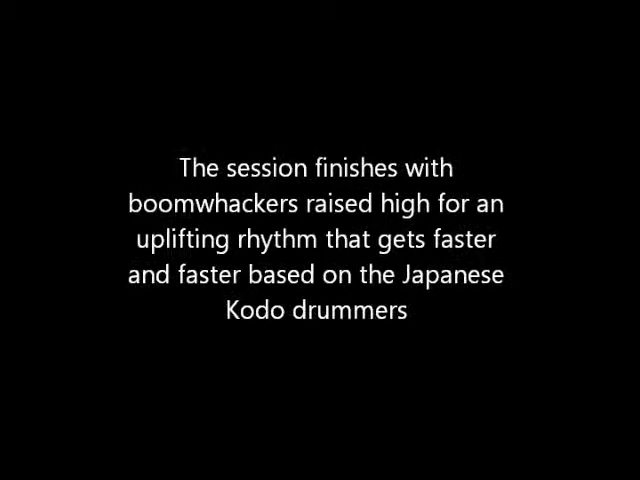 The session finishes with
boomwhackers raised high for an
uplifting rhythm that gets faster
and faster based on the Japanese
Kodo drummers